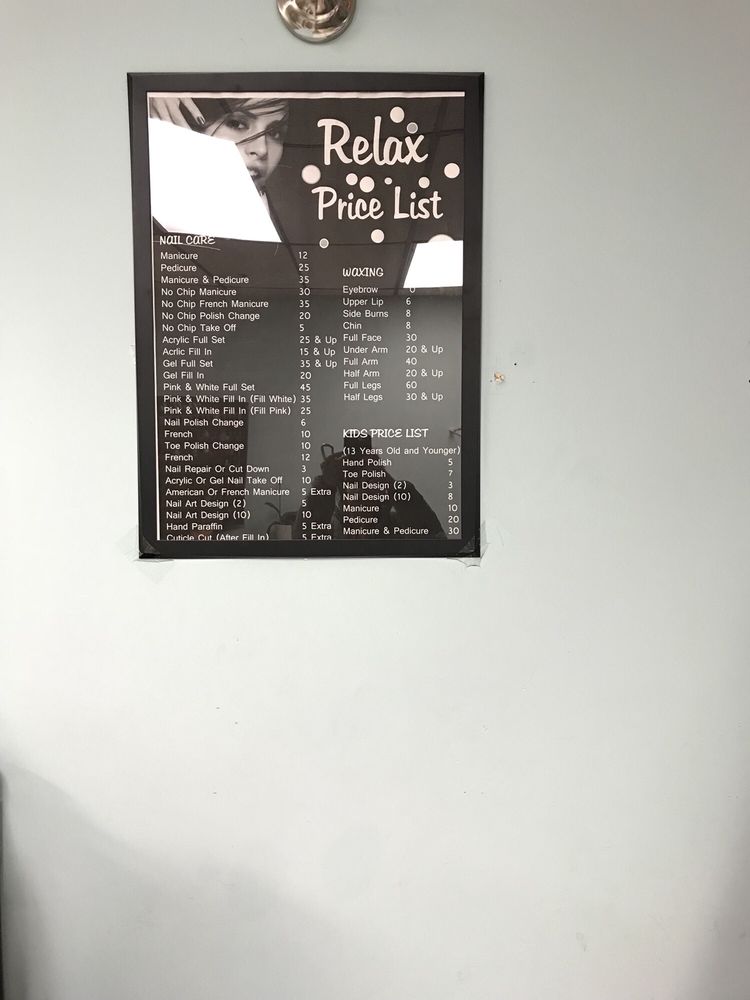 Relax
Price List
NAIL CARE
Manicure 12
Pedicure 25
Manicure & Pedicure 35
No Chip Manicure 30
No Chip French Manicure 35
No Chip Polish Change 20
No Chip Take Off 5
Acrylic Full Set 25 & Up
Acrlic Fill In 15 & Up
Gel Full Set 35 & Up
Gel Fill In 20
Pink & White Full Set 45
Pink & White Fill In (Fill White) 35
Pink & White Fill In (Fill Pink) 25
Nail Polish Change 6
French 10
Toe Polish Change 10
French 12
Nail Repair Or Cut Down 3
Acrylic Or Gel Nail Take Off 10
American Or French Manicure 5 Extra
Nail Art Design (2) 5
Nail Art Design (10) 10
Hand Paraffin 5 Extra
Cuticle Cut (After Fill In) 5 Extra
WAXING
Eyebrow
Upper Lip 6
Side Burns 8
Chin 8
Full Face 30
Under Arm 20 & Up
Full Arm 40
Half Arm 20 & Up
Full Legs 60
Half Legs 30 & Up
KIDS PRICE LIST
(13 Years Old and Younger)
Hand Polish 5
Toe Polish 7
Nail Design (2) 3
Nail Design (10) 8
Manicure 10
Pedicure 20
Manicure & Pedicure 30